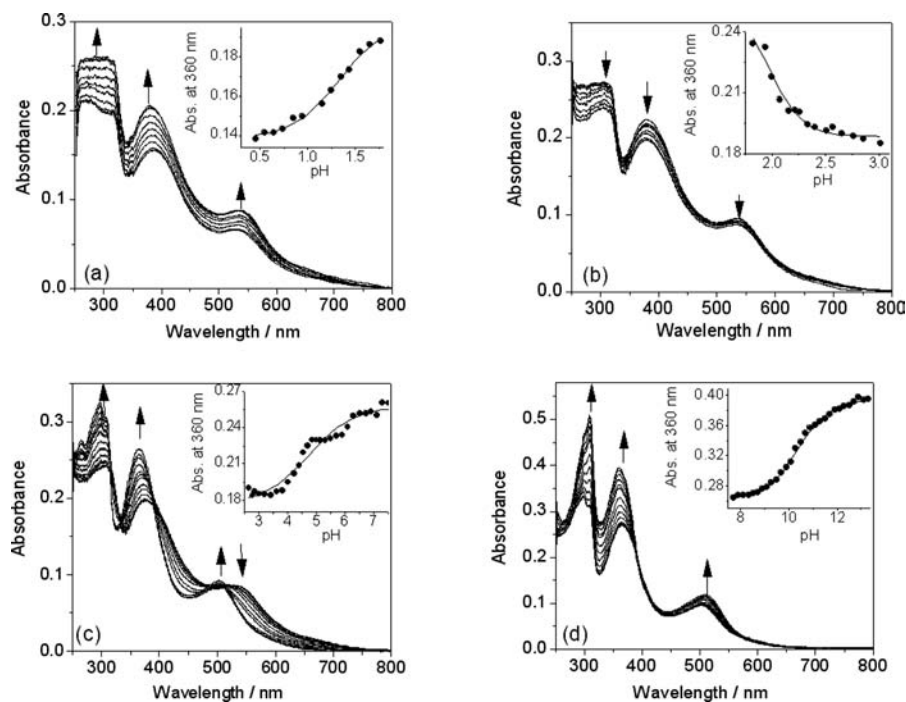 0.3
0.2
0.1
0.0
Absorbance
300 400 500 600 700 800
Wavelength / nm
(a)
Abs. at 360 nm
0.18
0.16
0.14
0.5 1.0 1.5
pH
0.3
0.2
0.1
0.0
Absorbance
300 400 500 600 700 800
Wavelength / nm
(b)
Abs. at 360 nm
0.24
0.21
0.18
2.0 2.5 3.0
pH
0.3
0.2
0.1
0.0
Absorbance
300 400 500 600 700 800
Wavelength / nm
(c)
Abs. at 360 nm
0.27
0.24
0.21
0.18
3 4 5 6 7
pH
0.5
0.4
0.3
0.2
0.1
0.0
Absorbance
300 400 500 600 700 800
Wavelength / nm
(d)
Abs. at 360 nm
0.40
0.36
0.32
0.28
8 10 12
pH